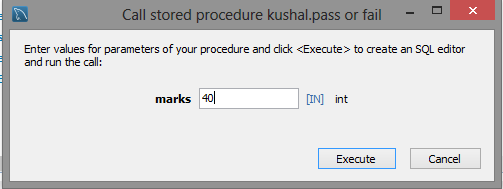 Call stored procedure kushal.pass or fail
Enter values for parameters of your procedure and click <Execute> to create an SQL editor
and run the call:
marks 40 [IN] int
Execute Cancel